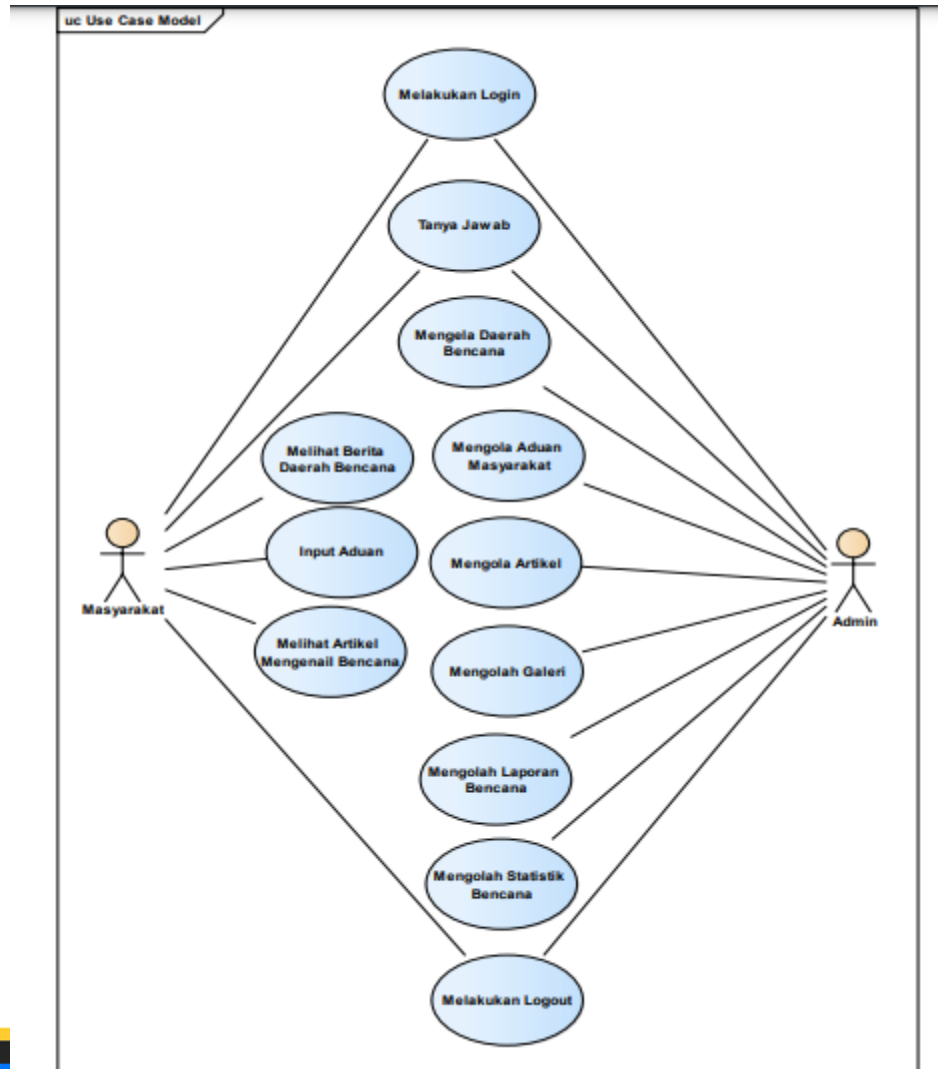 uc Use Case Model
Melakukan Login
Tanya Jawab
Mengela Daerah
Bencana
Melihat Berita
Daerah Bencana
Mengola Aduan
Masyarakat
Input Aduan
Mengola Artikel
Masyarakat
Admin
Melihat Artikel
Mengenail Bencana
Mengolah Galeri
Mengolah Laporan
Bencana
Mengolah Statistik
Bencana
Melakukan Logout